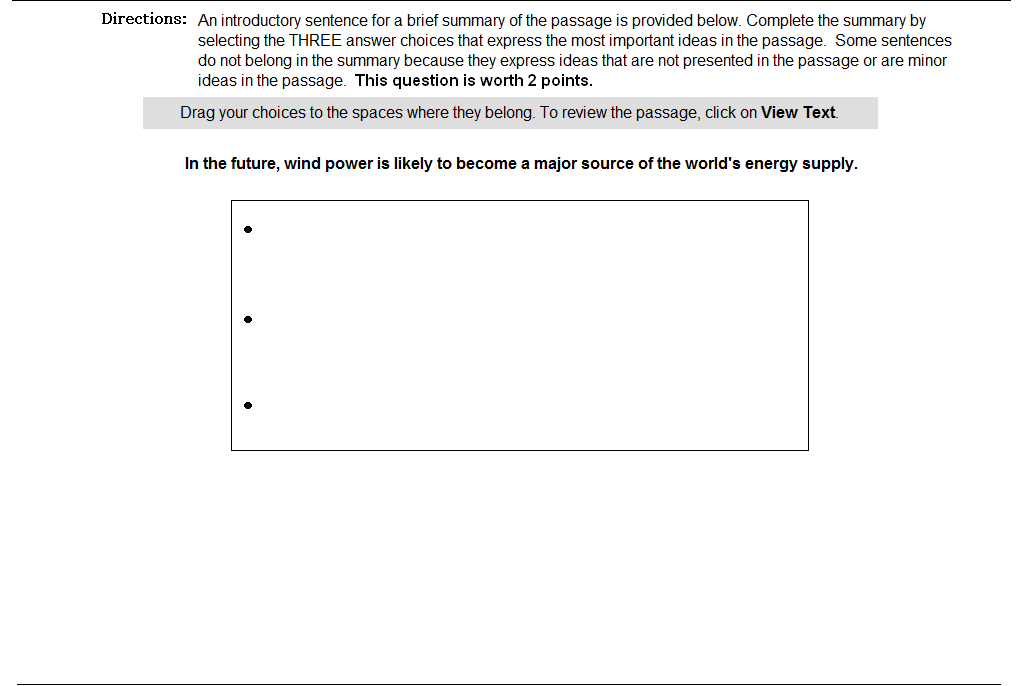 Directions: An introductory sentence for a brief summary of the passage is provided below. Complete the summary by
selecting the THREE answer choices that express the most important ideas in the passage.  Some sentences
do not belong in the summary because they express ideas that are not presented in the passage or are minor
ideas in the passage.  This question is worth 2 points.
Drag your choices to the spaces where they belong. To review the passage, click on View Text.
In the future, wind power is likely to become a major source of the world's energy supply.